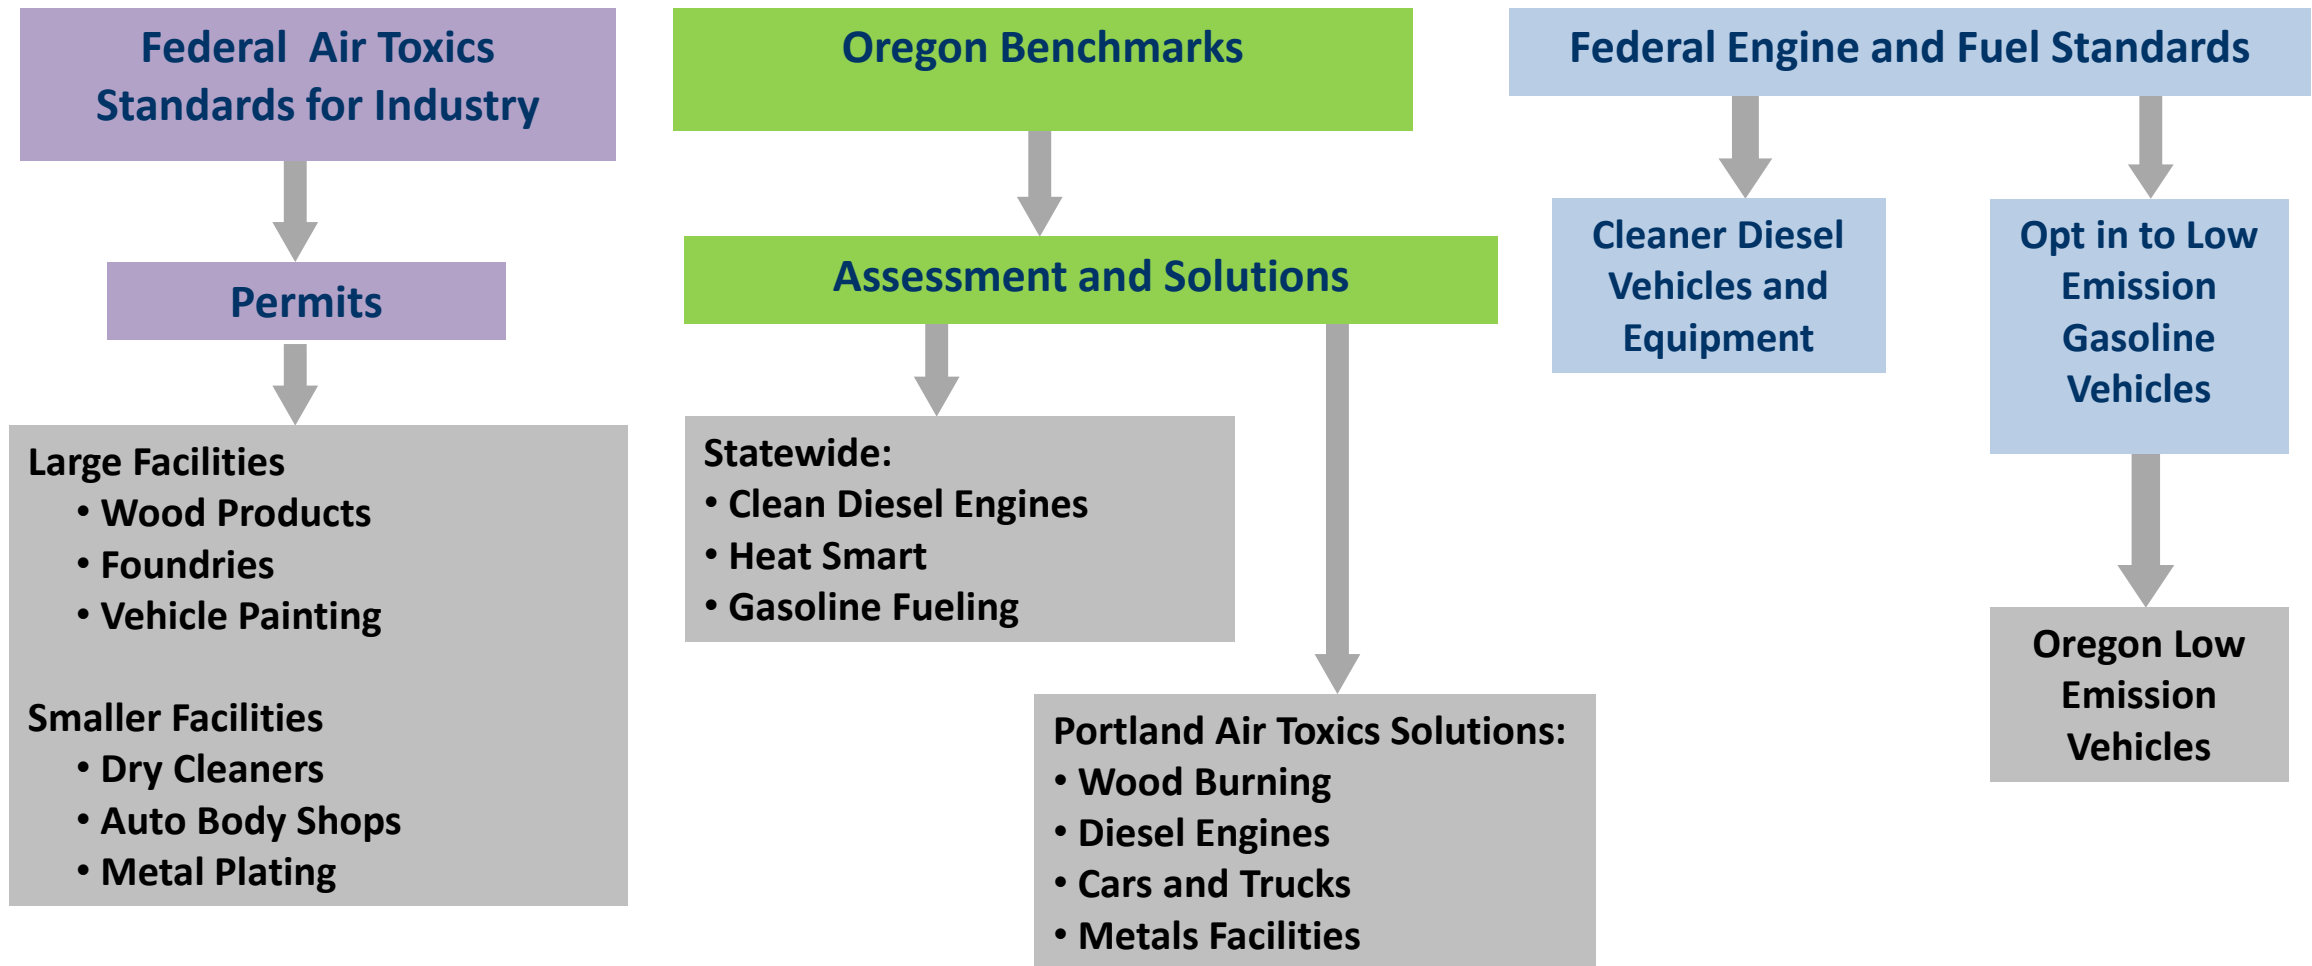 Federal Air Toxics
Standards for Industry
Permits
Large Facilities
• Wood Products
• Foundries
• Vehicle Painting
Smaller Facilities
• Dry Cleaners
• Auto Body Shops
• Metal Plating
Oregon Benchmarks
Assessment and Solutions
Statewide:
• Clean Diesel Engines
• Heat Smart
• Gasoline Fueling
Portland Air Toxics Solutions:
• Wood Burning
• Diesel Engines
• Cars and Trucks
• Metals Facilities
Federal Engine and Fuel Standards
Cleaner Diesel
Vehicles and
Equipment
Opt in to Low
Emission
Gasoline
Vehicles
Oregon Low
Emission
Vehicles